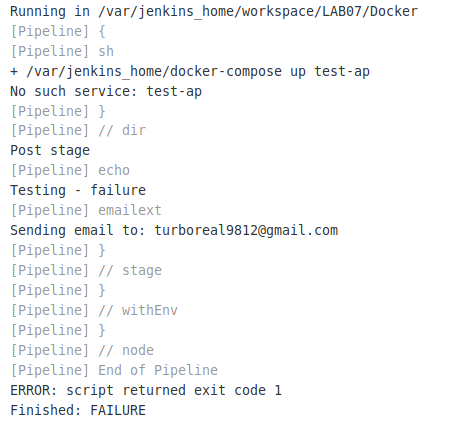 Running in /var/jenkins_home/workspace/LAB07/Docker
[Pipeline] {
[Pipeline] sh
+ /var/jenkins_home/docker-compose up test-ap
No such service: test-ap
[Pipeline] }
[Pipeline] // dir
Post stage
[Pipeline] echo
Testing - failure
[Pipeline] emailext
Sending email to: turboreal9812@gmail.com
[Pipeline] }
[Pipeline] // stage
[Pipeline] }
[Pipeline] // withEnv
[Pipeline] }
[Pipeline] // node
[Pipeline] End of Pipeline
ERROR: script returned exit code 1
Finished: FAILURE